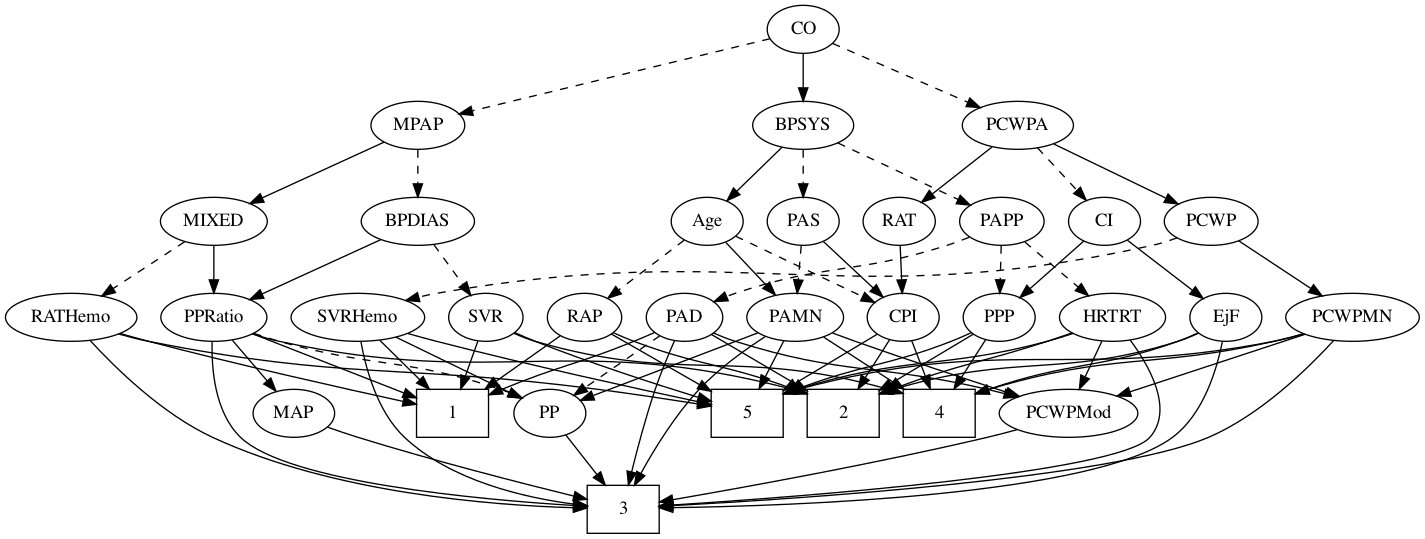 CO
MPAP
BPSYS
PCWPA
MIXED
BPDIAS
Age
PAS
RAT
PAPP
CI
PCWP
RATHemo
PPRatio
SVRHemo
SVR
RAP
PAD
PAMN
CPI
PPP
HRTRT
EjF
PCWPMN
MAP
1
PP
5
2
4
PCWPMod
3